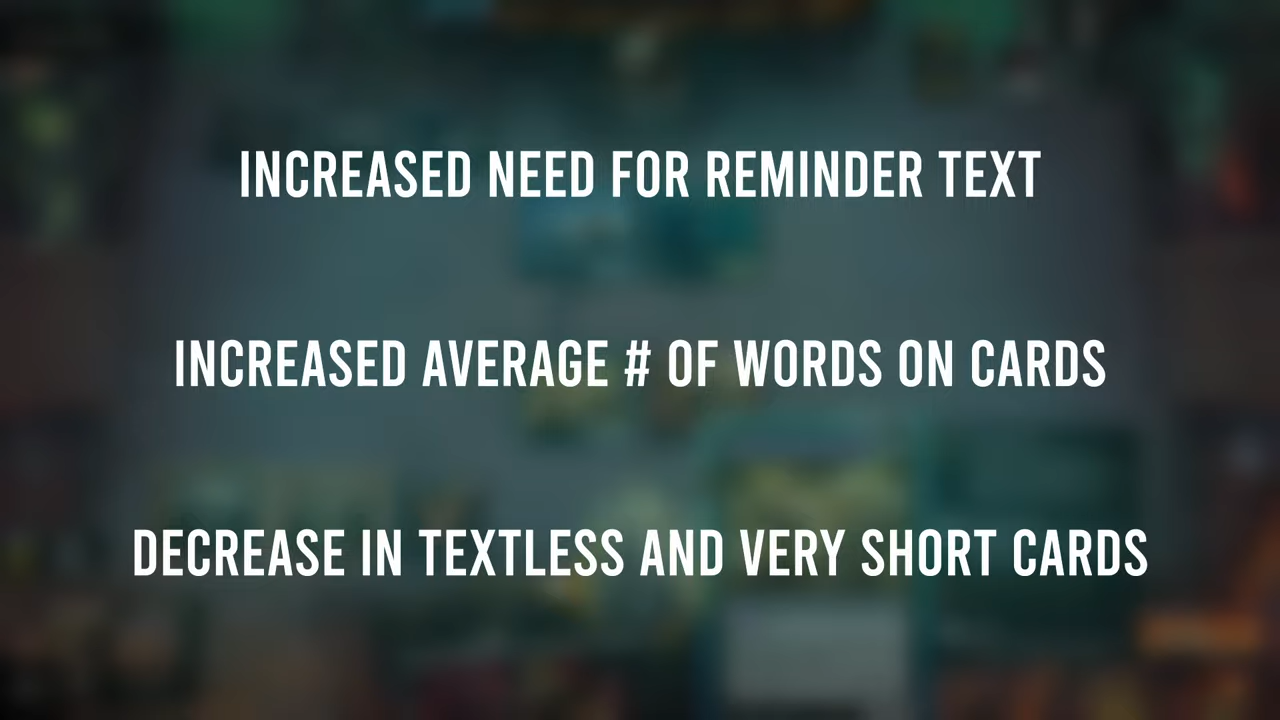 INCREASED NEED FOR REMINDER TEXT
INCREASED AVERAGE # OF WORDS ON CARDS
DECREASE IN TEXTLESS AND VERY SHORT CARDS